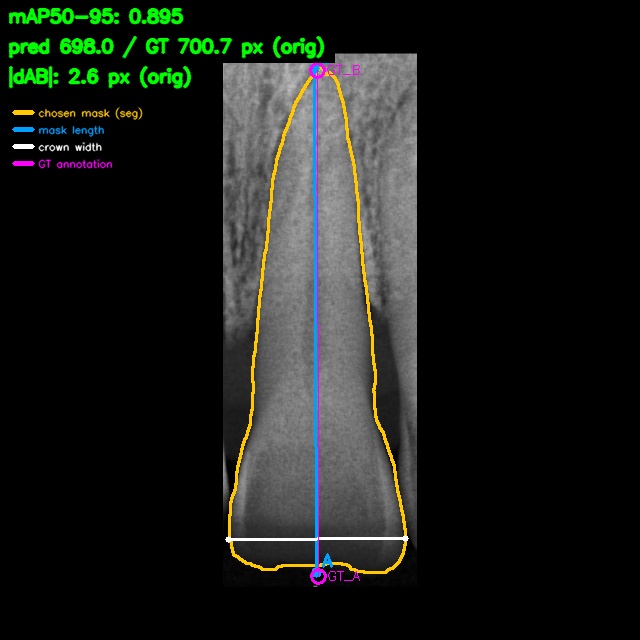 mAP50-95: 0.895
pred 698.0 / GT 700.7 px (orig)
|dAB|: 2.6 px (orig)
chosen mask (seg)
mask length
crown width
GT annotation
GT_B
A
GT_A